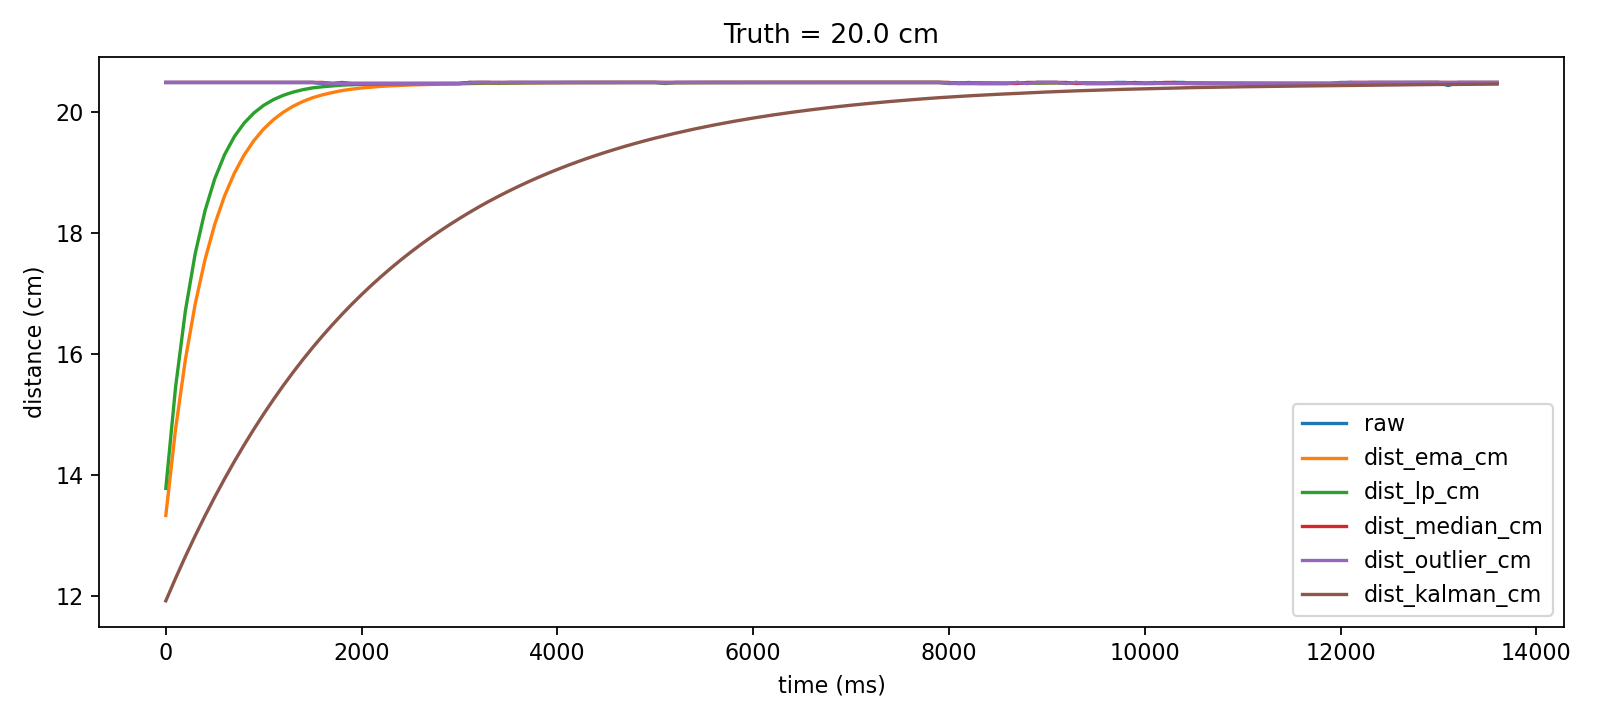 Truth = 20.0 cm
distance (cm)
20
18
16
14
12
raw
dist_ema_cm
dist_lp_cm
dist_median_cm
dist_outlier_cm
dist_kalman_cm
0 2000 4000 6000 8000 10000 12000 14000
time (ms)